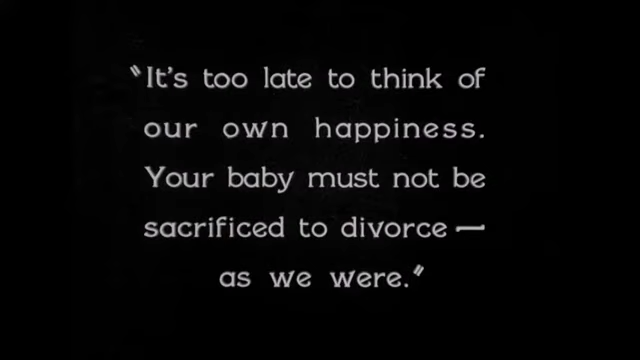 "It's too late to think of
our own happiness.
Your baby must not be
sacrificed to divorce —
as we were."